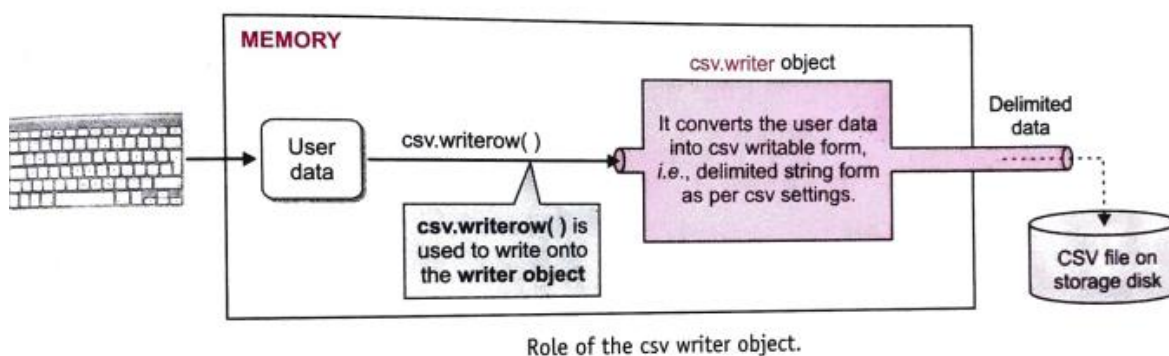 MEMORY
csv.writer object
User
data
csv.writerow( )
It converts the user data
into csv writable form,
i.e., delimited string form
as per csv settings.
Delimited
data
csv.writerow( ) is
used to write onto
the writer object
CSV file on
storage disk
Role of the csv writer object.